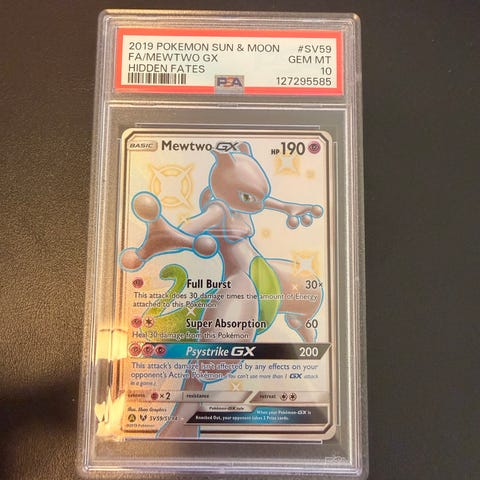 2019 POKEMON SUN & MOON #SV59
FA/MEWTWO GX GEM MT
HIDDEN FATES 10
PSA 127295585
BASIC Mewtwo GX HP 190
Full Burst 30×
This attack does 30 damage times the amount of Energy
attached to this Pokémon.
Super Absorption 60
Heal 30 damage from this Pokémon.
Psystrike GX 200
This attack's damage isn't affected by any effects on your
opponent's Active Pokémon. (You can't use more than 1 GX attack
in a game.)
weakness ×2 resistance retreat
Pokémon-GX rule
When your Pokémon-GX is
Knocked Out, your opponent takes 2 Prize cards.
Illus. 5ban Graphics
SV59/SV94
©2019 Pokémon